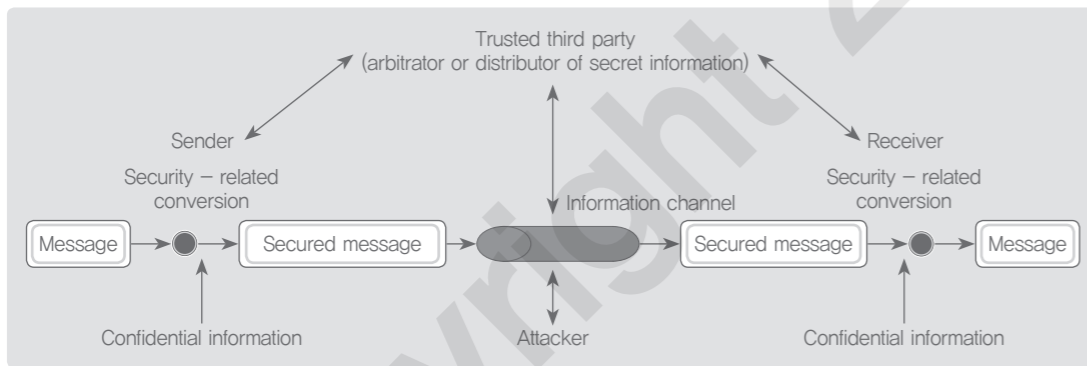 Trusted third party
(arbitrator or distributor of secret information)
Sender
Receiver
Security – related
conversion
Security – related
conversion
Information channel
Message
Secured message
Secured message
Message
Confidential information
Attacker
Confidential information